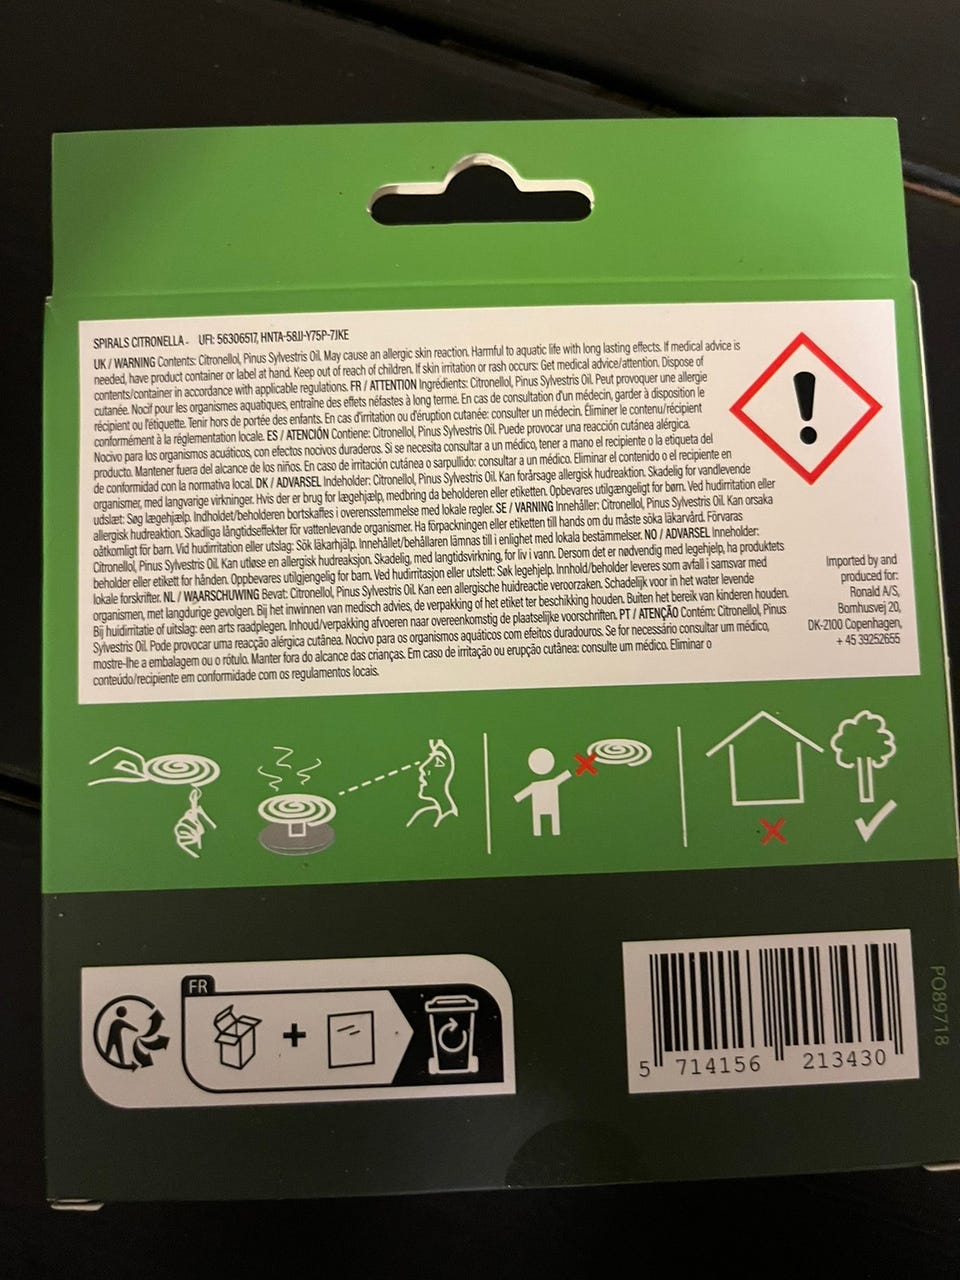 SPIRALS CITRONELLA - UFI: 56306517, HNTA-58JJ-Y75P-7JKE
UK / WARNING Contents: Citronellol, Pinus Sylvestris Oil. May cause an allergic skin reaction. Harmful to aquatic life with long lasting effects. If medical advice is
needed, have product container or label at hand. Keep out of reach of children. If skin irritation or rash occurs: Get medical advice/attention. Dispose of
contents/container in accordance with applicable regulations. FR / ATTENTION Ingrédients: Citronellol, Pinus Sylvestris Oil. Peut provoquer une allergie
cutanée. Nocif pour les organismes aquatiques, entraîne des effets néfastes à long terme. En cas de consultation d'un médecin, garder à disposition le
récipient ou l'étiquette. Tenir hors de portée des enfants. En cas d'irritation ou d'éruption cutanée: consulter un médecin. Éliminer le contenu/récipient
conformément à la réglementation locale. ES / ATENCIÓN Contiene: Citronellol, Pinus Sylvestris Oil. Puede provocar una reacción cutánea alérgica.
Nocivo para los organismos acuáticos, con efectos nocivos duraderos. Si se necesita consultar a un médico, tener a mano el recipiente o la etiqueta del
producto. Mantener fuera del alcance de los niños. En caso de irritación cutánea o sarpullido: consultar a un médico. Eliminar el contenido o el recipiente en
de conformidad con la normativa local. DK / ADVARSEL Indeholder: Citronellol, Pinus Sylvestris Oil. Kan forårsage allergisk hudreaktion. Skadelig for vandlevende
organismer, med langvarige virkninger. Hvis der er brug for lægehjælp, medbring da beholderen eller etiketten. Opbevares utilgængeligt for børn. Ved hudirritation eller
udslæt: Søg lægehjælp. Indholdet/beholderen bortskaffes i overensstemmelse med lokale regler. SE / VARNING Innehåller: Citronellol, Pinus Sylvestris Oil. Kan orsaka
allergisk hudreaktion. Skadliga långtidseffekter för vattenlevande organismer. Ha förpackningen eller etiketten till hands om du måste söka läkarvård. Förvaras
oåtkomligt för barn. Vid hudirritation eller utslag: Sök läkarhjälp. Innehållet/behållaren lämnas till i enlighet med lokala bestämmelser. NO / ADVARSEL Inneholder:
Citronellol, Pinus Sylvestris Oil. Kan utløse en allergisk hudreaksjon. Skadelig, med langtidsvirkning, for liv i vann. Dersom det er nødvendig med legehjelp, ha produktets
beholder eller etikett for hånden. Oppbevares utilgjengelig for barn. Ved hudirritasjon eller utslett: Søk legehjelp. Innhold/beholder leveres som avfall i samsvar med
lokale forskrifter. NL / WAARSCHUWING Bevat: Citronellol, Pinus Sylvestris Oil. Kan een allergische huidreactie veroorzaken. Schadelijk voor in het water levende
organismen, met langdurige gevolgen. Bij het inwinnen van medisch advies, de verpakking of het etiket ter beschikking houden. Buiten het bereik van kinderen houden.
Bij huidirritatie of uitslag: een arts raadplegen. Inhoud/verpakking afvoeren naar overeenkomstig de plaatselijke voorschriften. PT / ATENÇÃO Contém: Citronellol, Pinus
Sylvestris Oil. Pode provocar uma reacção alérgica cutânea. Nocivo para os organismos aquáticos com efeitos duradouros. Se for necessário consultar um médico,
mostre-lhe a embalagem ou o rótulo. Manter fora do alcance das crianças. Em caso de irritação ou erupção cutânea: consulte um médico. Eliminar o
conteúdo/recipiente em conformidade com os regulamentos locais.
Imported by and
produced for:
Ronald A/S,
Bomhusvej 20,
DK-2100 Copenhagen,
+ 45 39252655
FR
5 714156 213430
PO89718